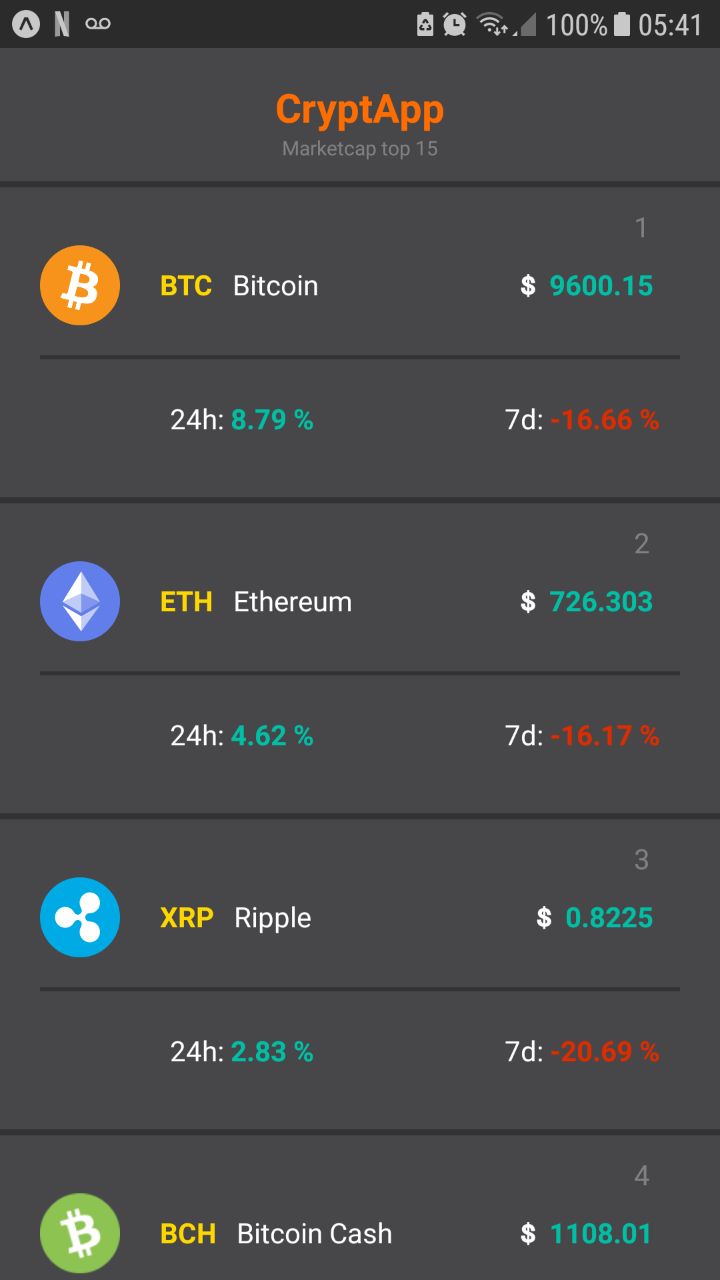 100% 05:41
CryptApp
Marketcap top 15
1
BTC Bitcoin $ 9600.15
24h: 8.79 % 7d: -16.66 %
2
ETH Ethereum $ 726.303
24h: 4.62 % 7d: -16.17 %
3
XRP Ripple $ 0.8225
24h: 2.83 % 7d: -20.69 %
4
BCH Bitcoin Cash $ 1108.01